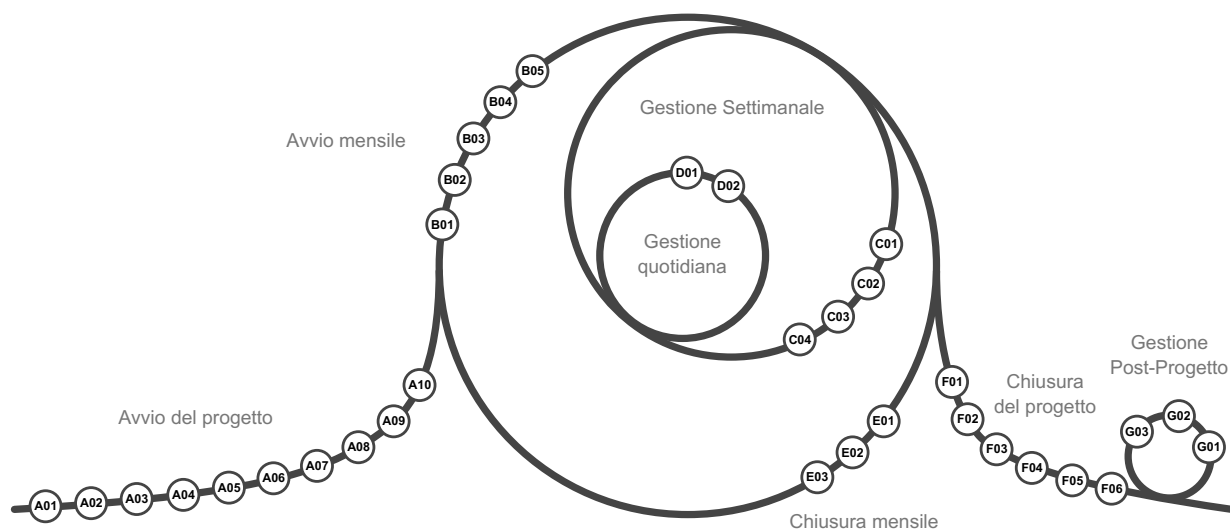 B05
B04
B03
B02
B01
Avvio mensile
Gestione Settimanale
D01
D02
Gestione
quotidiana
C01
C02
C03
C04
A10
A09
A08
A07
A06
A05
A04
A03
A02
A01
Avvio del progetto
E01
E02
E03
Chiusura mensile
F01
F02
F03
F04
F05
F06
Chiusura
del progetto
Gestione
Post-Progetto
G03
G02
G01